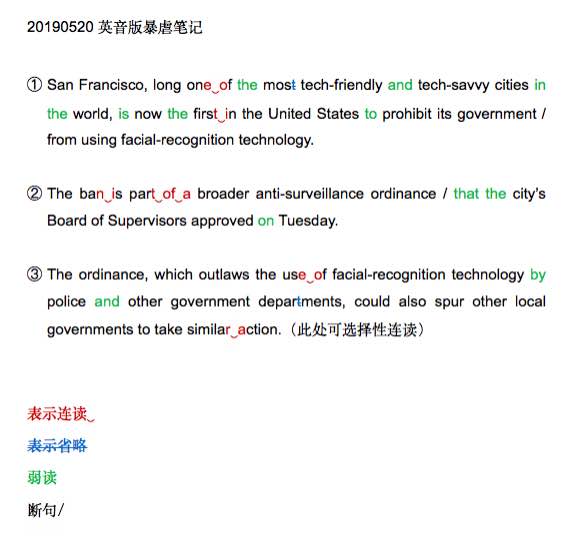 20190520 英音版暴虐笔记
① San Francisco, long one‿of the most tech-friendly and tech-savvy cities in
the world, is now the first‿in the United States to prohibit its government /
from using facial-recognition technology.
② The ban‿is part‿of‿a broader anti-surveillance ordinance / that the city's
Board of Supervisors approved on Tuesday.
③ The ordinance, which outlaws the use‿of facial-recognition technology by
police and other government departments, could also spur other local
governments to take similar‿action.（此处可选择性连读）
表示连读‿
表示省略
弱读
断句/